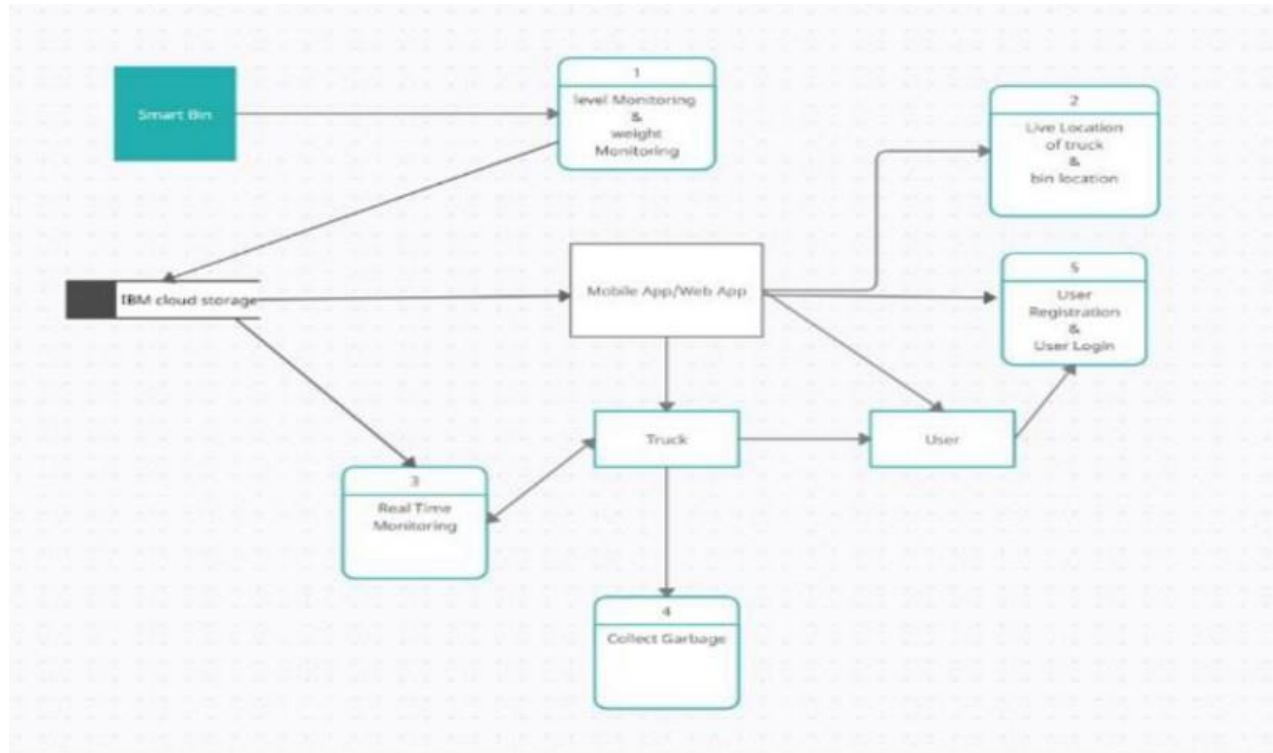 Smart Bin
1
level Monitoring
&
weight
Monitoring
2
Live Location
of truck
&
bin location
IBM cloud storage
Mobile App/Web App
5
User
Registration
&
User Login
Truck
User
3
Real Time
Monitoring
4
Collect Garbage